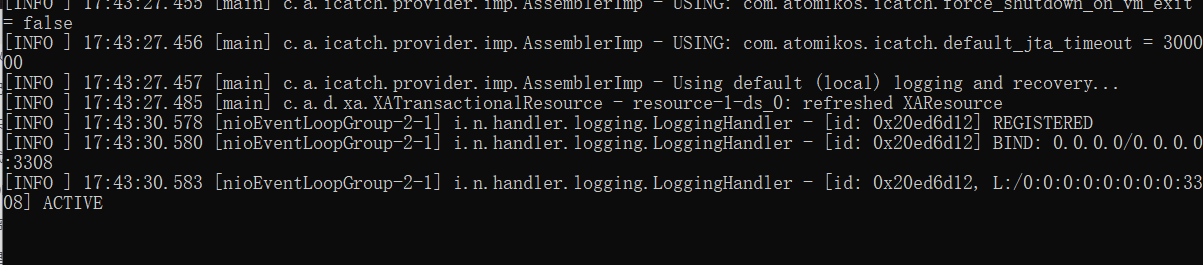 [INFO ] 17:43:27.455 [main] c.a.icatch.provider.imp.AssemblerImp - USING: com.atomikos.icatch.force_shutdown_on_vm_exit
= false
[INFO ] 17:43:27.456 [main] c.a.icatch.provider.imp.AssemblerImp - USING: com.atomikos.icatch.default_jta_timeout = 3000
00
[INFO ] 17:43:27.457 [main] c.a.icatch.provider.imp.AssemblerImp - Using default (local) logging and recovery...
[INFO ] 17:43:27.485 [main] c.a.d.xa.XATransactionalResource - resource-1-ds_0: refreshed XAResource
[INFO ] 17:43:30.578 [nioEventLoopGroup-2-1] i.n.handler.logging.LoggingHandler - [id: 0x20ed6d12] REGISTERED
[INFO ] 17:43:30.580 [nioEventLoopGroup-2-1] i.n.handler.logging.LoggingHandler - [id: 0x20ed6d12] BIND: 0.0.0.0/0.0.0.0
:3308
[INFO ] 17:43:30.583 [nioEventLoopGroup-2-1] i.n.handler.logging.LoggingHandler - [id: 0x20ed6d12, L:/0:0:0:0:0:0:0:0:33
08] ACTIVE